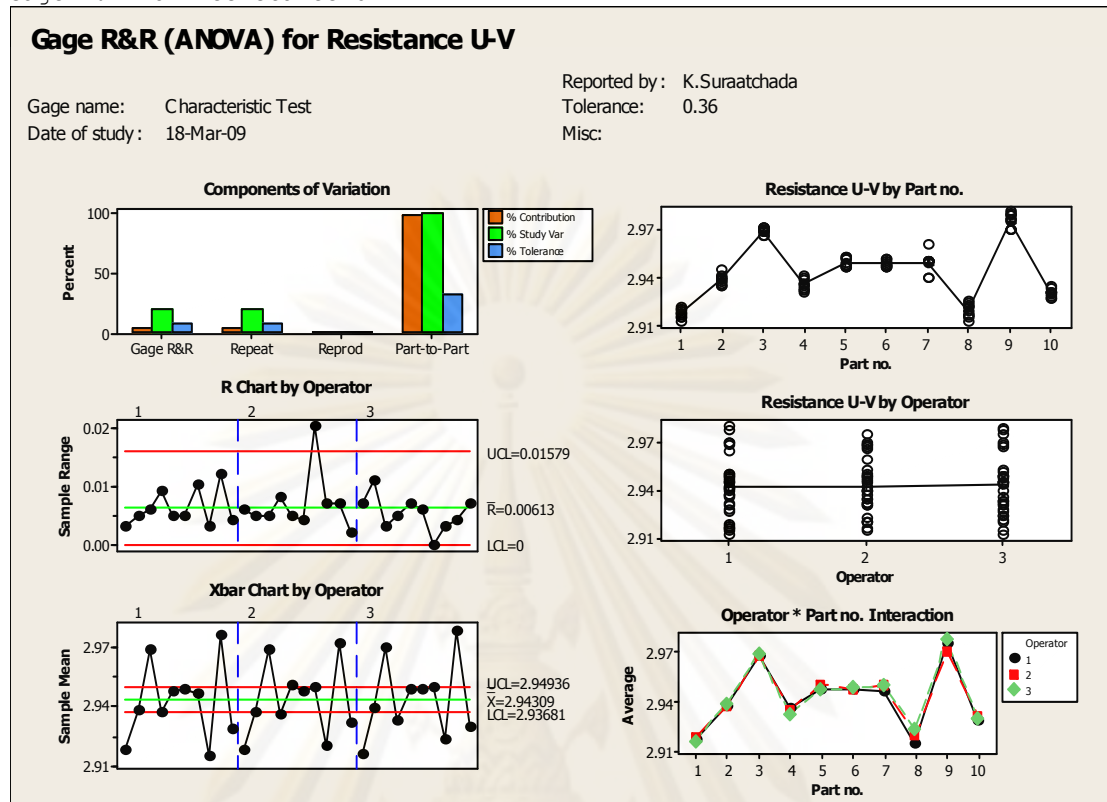 Gage R&R (ANOVA) for Resistance U-V
Reported by: K.Suraatchada
Gage name: Characteristic Test
Tolerance: 0.36
Date of study: 18-Mar-09
Misc:
Components of Variation
100
50
0
Percent
Gage R&R Repeat Reprod Part-to-Part
% Contribution
% Study Var
% Tolerance
Resistance U-V by Part no.
2.97
2.94
2.91
1 2 3 4 5 6 7 8 9 10
Part no.
R Chart by Operator
1 2 3
0.02
0.01
0.00
Sample Range
UCL=0.01579
R̅=0.00613
LCL=0
Resistance U-V by Operator
2.97
2.94
2.91
1 2 3
Operator
Xbar Chart by Operator
1 2 3
2.97
2.94
2.91
Sample Mean
UCL=2.94936
X̿=2.94309
LCL=2.93681
Operator * Part no. Interaction
2.97
2.94
2.91
Average
1 2 3 4 5 6 7 8 9 10
Part no.
Operator
1
2
3